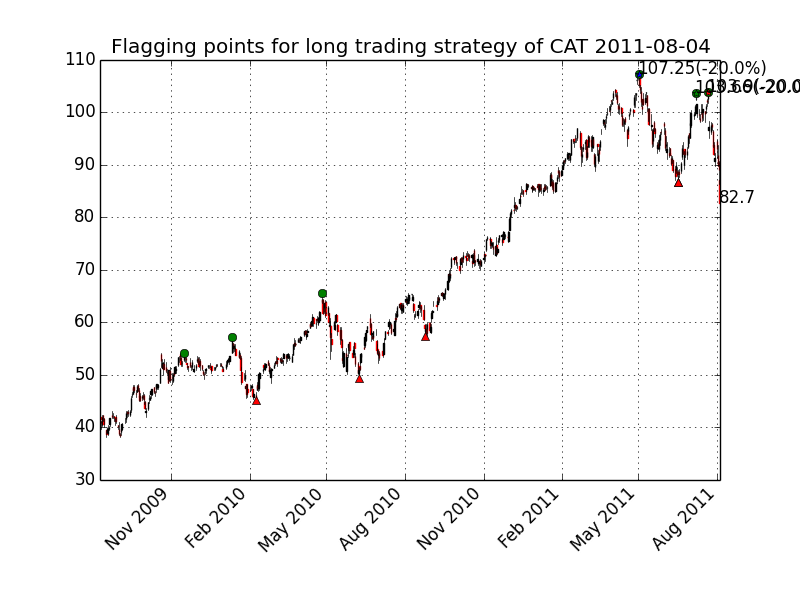 Flagging points for long trading strategy of CAT 2011-08-04
110
107.25(-20.0%)
100
90
82.7
80
70
60
50
40
30
Nov 2009
Feb 2010
May 2010
Aug 2010
Nov 2010
Feb 2011
May 2011
Aug 2011